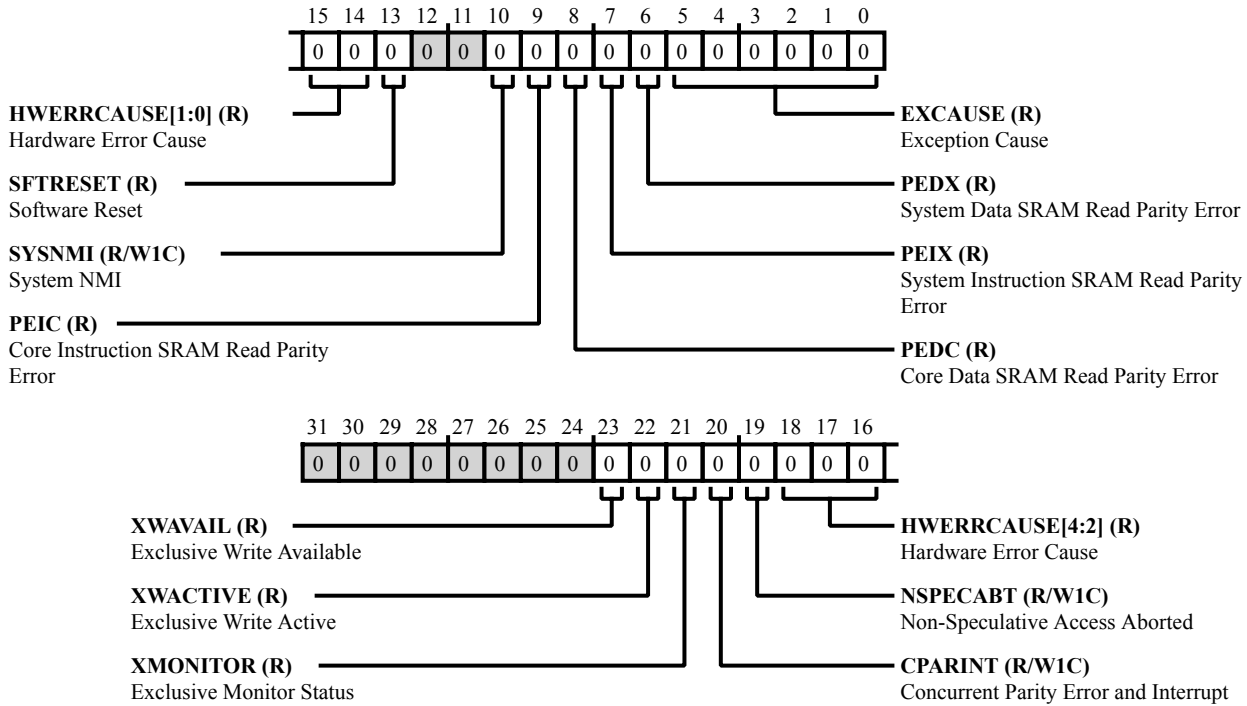 15 14 13 12 11 10 9 8 7 6 5 4 3 2 1 0
0 0 0 0 0 0 0 0 0 0 0 0 0 0 0 0
HWERRCAUSE[1:0] (R)
Hardware Error Cause
SFTRESET (R)
Software Reset
SYSNMI (R/W1C)
System NMI
PEIC (R)
Core Instruction SRAM Read Parity
Error
EXCAUSE (R)
Exception Cause
PEDX (R)
System Data SRAM Read Parity Error
PEIX (R)
System Instruction SRAM Read Parity
Error
PEDC (R)
Core Data SRAM Read Parity Error
31 30 29 28 27 26 25 24 23 22 21 20 19 18 17 16
0 0 0 0 0 0 0 0 0 0 0 0 0 0 0 0
XWAVAIL (R)
Exclusive Write Available
XWACTIVE (R)
Exclusive Write Active
XMONITOR (R)
Exclusive Monitor Status
HWERRCAUSE[4:2] (R)
Hardware Error Cause
NSPECABT (R/W1C)
Non-Speculative Access Aborted
CPARINT (R/W1C)
Concurrent Parity Error and Interrupt